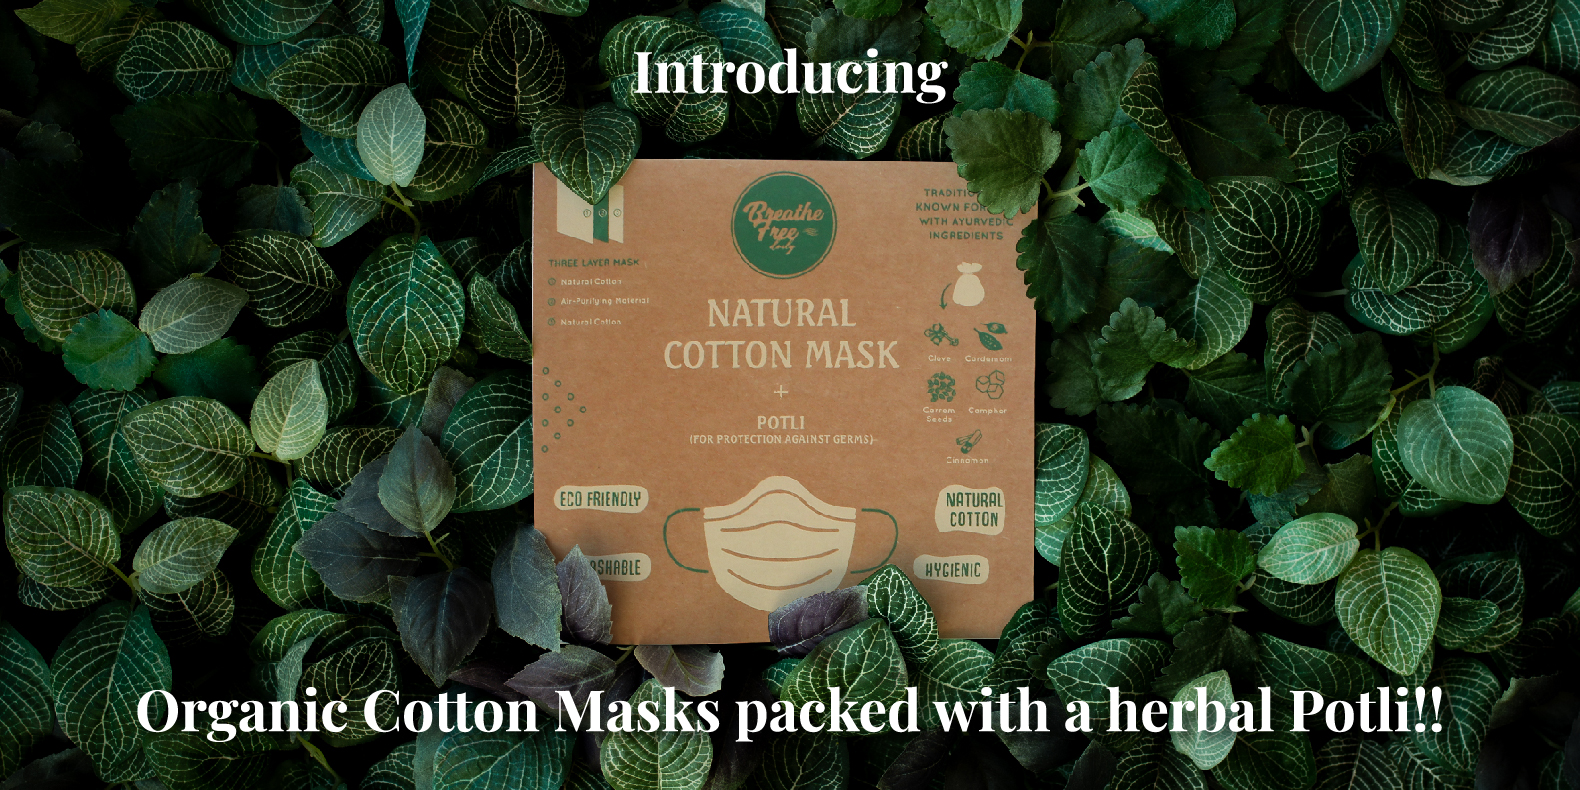 Introducing
Breathe
Free
THREE LAYER MASK
Natural Cotton
Air-Purifying Material
Natural Cotton
NATURAL
COTTON MASK
+
POTLI
(FOR PROTECTION AGAINST GERMS)
KNOWN FOR
WITH AYURVEDIC
INGREDIENTS
Clove Cardamom
Carrom Camphor
Seeds
Cinnamon
ECO FRIENDLY
NATURAL
COTTON
HYGIENIC
Organic Cotton Masks packed with a herbal Potli!!